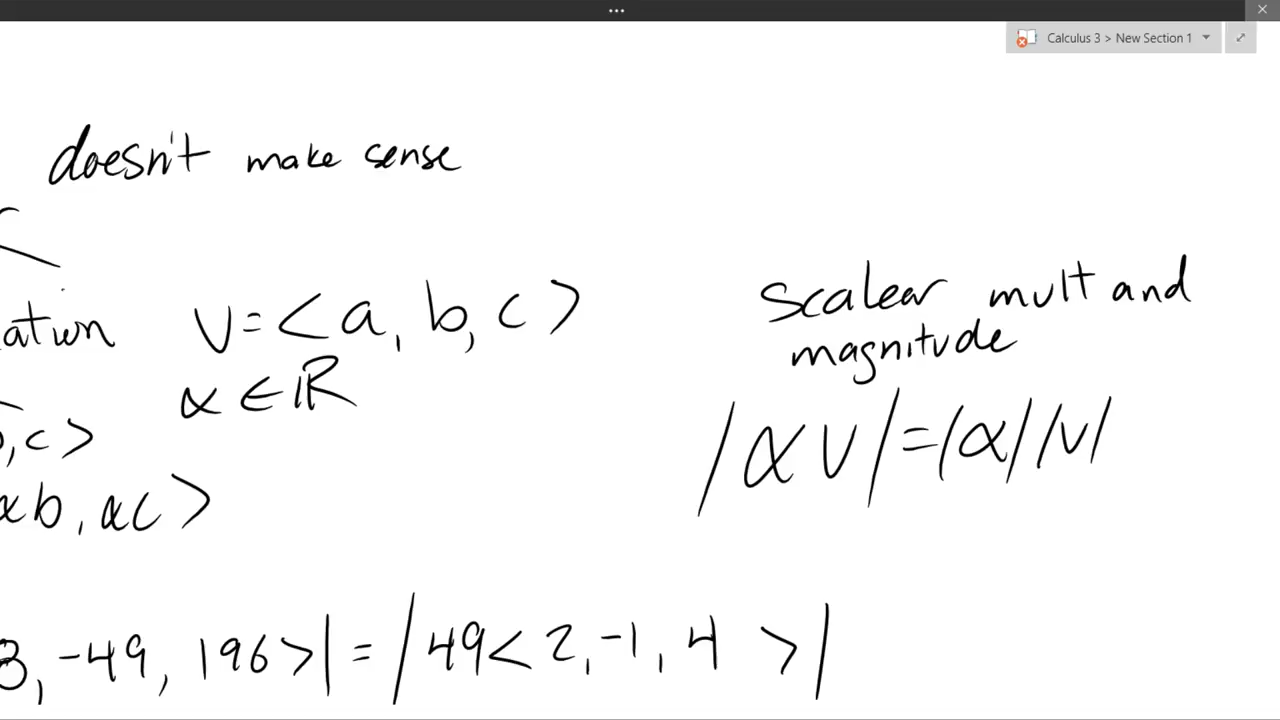 Calculus 3 > New Section 1
doesn't make sense
ation v = < a, b, c >
α ∈ ℝ
, c >
αb, αc >
scalear mult and
magnitude
|αv| = |α| |v|
8, -49, 196 >| = |49 < 2, -1, 4 >|